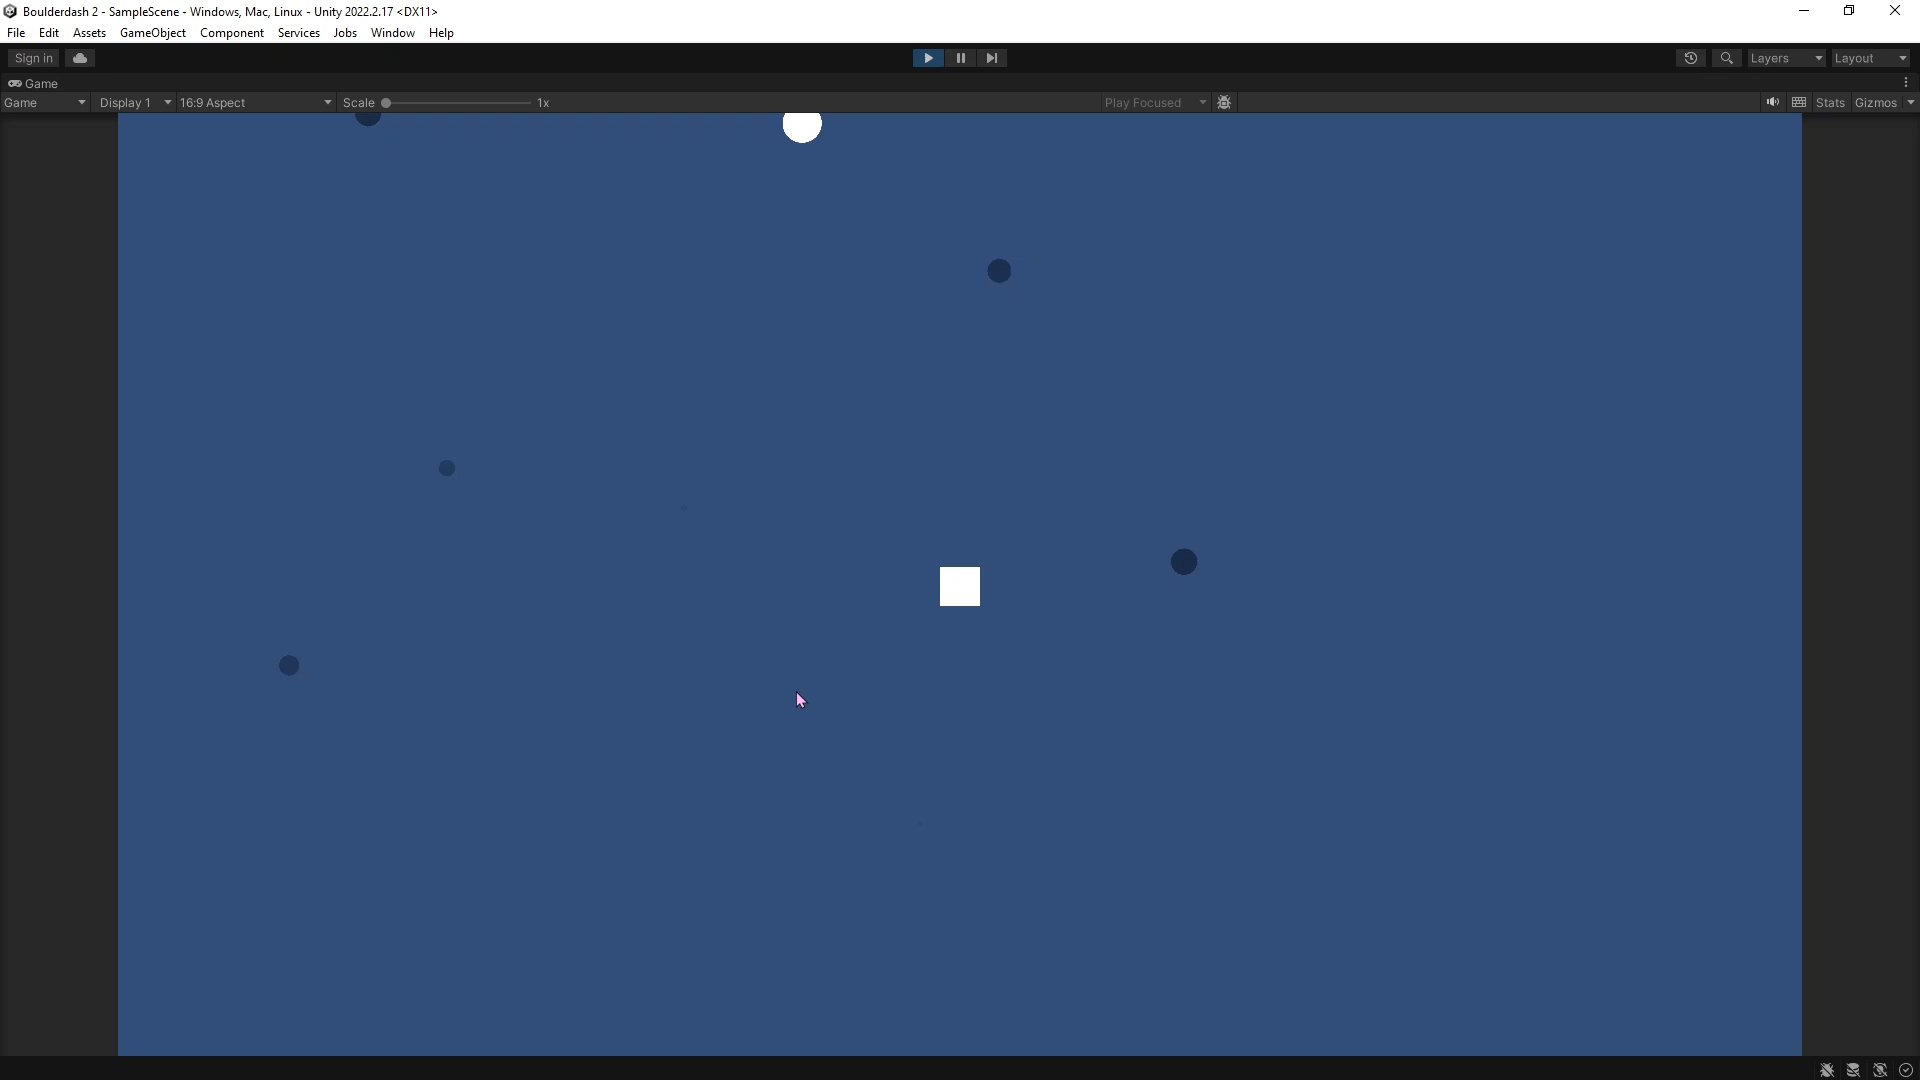 Boulderdash 2 - SampleScene - Windows, Mac, Linux - Unity 2022.2.17 <DX11>
File Edit Assets GameObject Component Services Jobs Window Help
Sign in Layers Layout
Game
Game Display 1 16:9 Aspect Scale 1x Play Focused Stats Gizmos